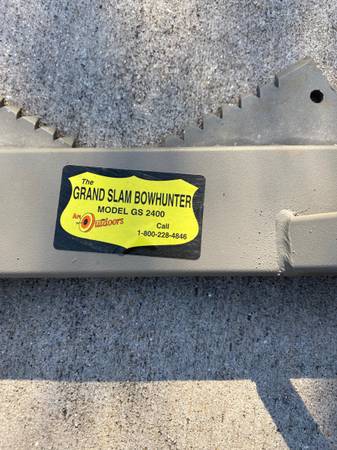 The
GRAND SLAM BOWHUNTER
MODEL GS 2400
Outdoors
Call
1-800-228-4846